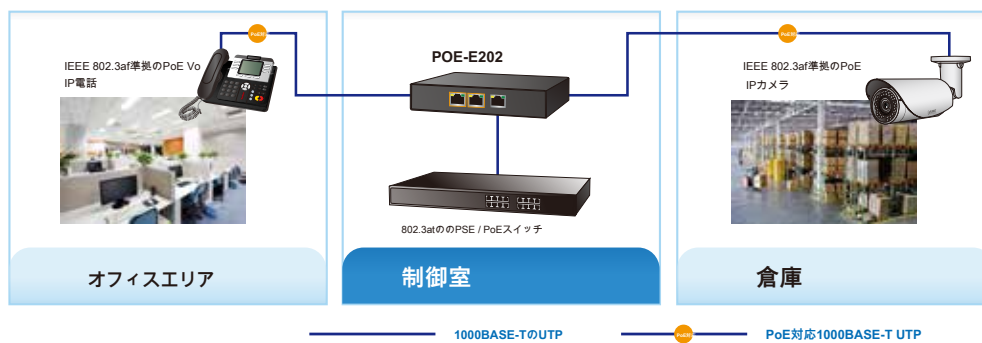 IEEE 802.3af準拠のPoE Vo
IP電話
オフィスエリア
POE-E202
802.3atののPSE / PoEスイッチ
制御室
IEEE 802.3af準拠のPoE
IPカメラ
倉庫
1000BASE-TのUTP
PoE対応1000BASE-T UTP